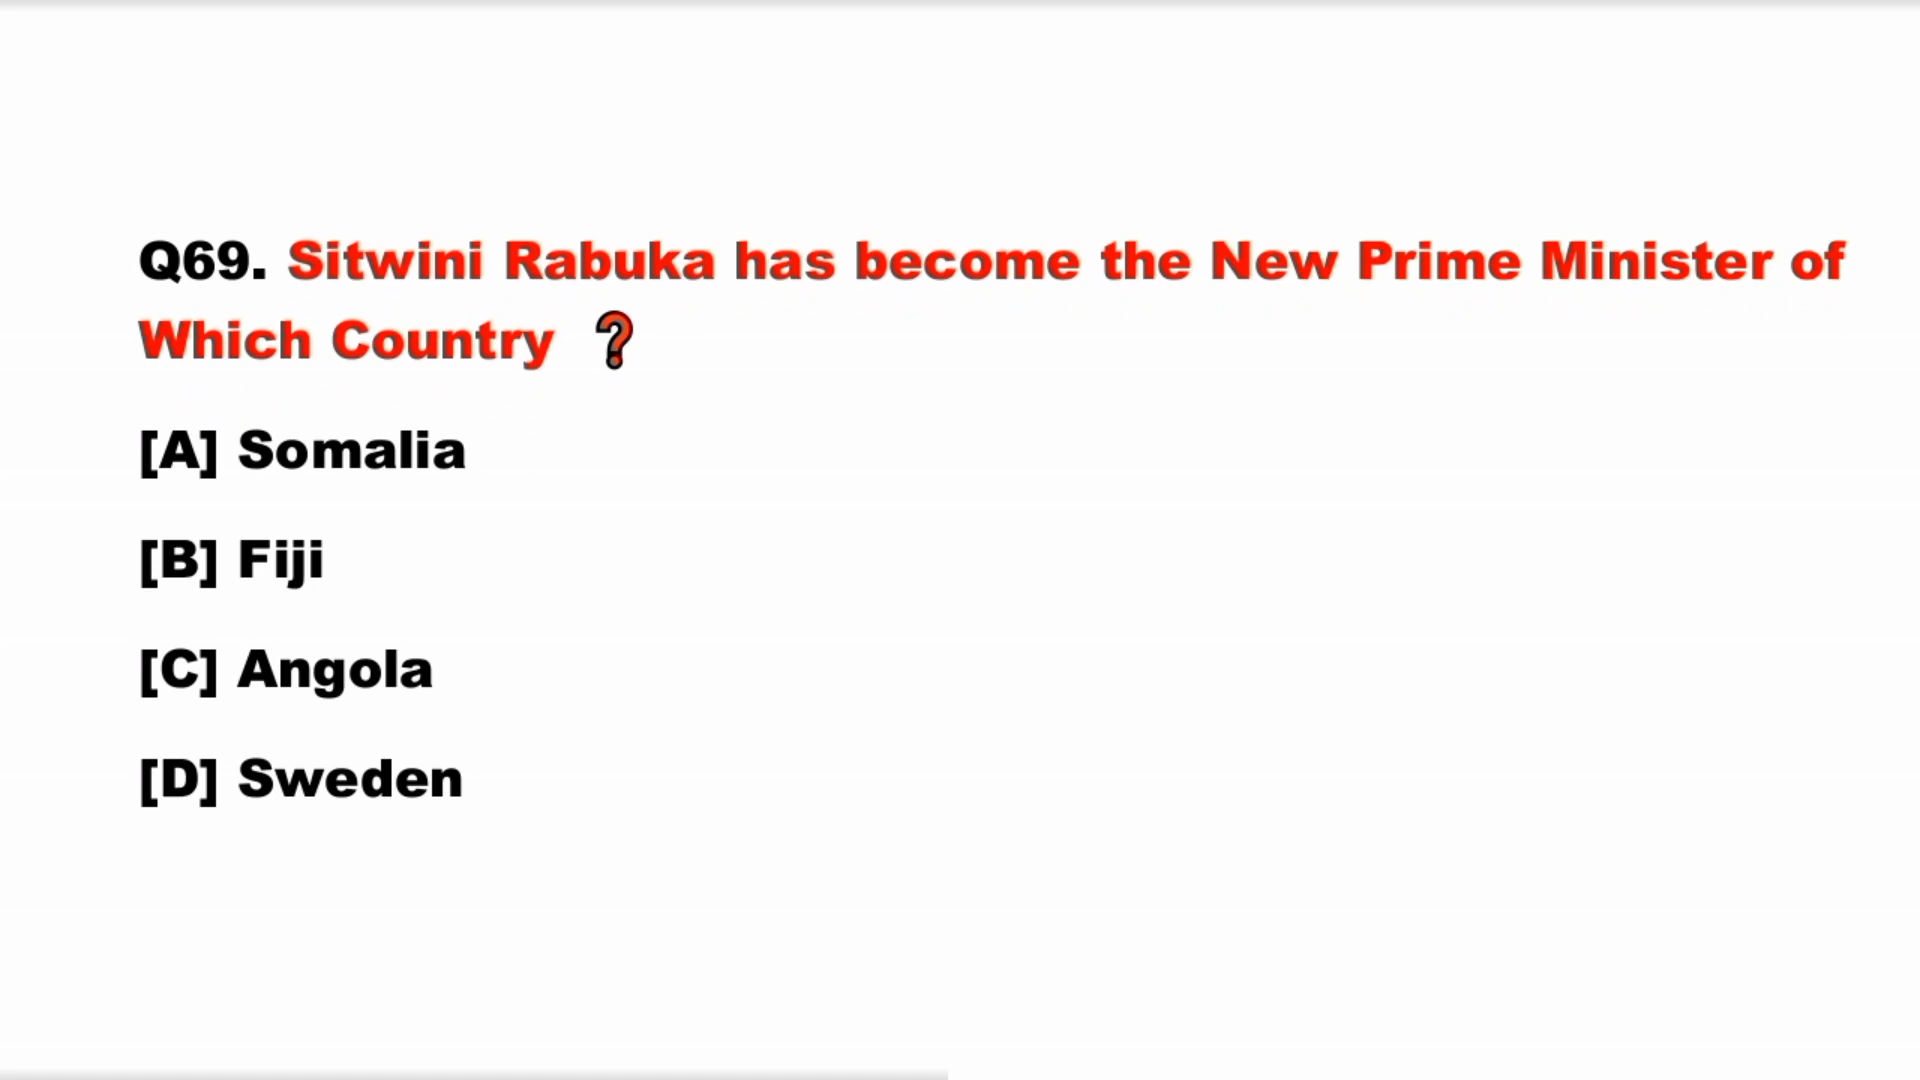 Q69. Sitwini Rabuka has become the New Prime Minister of
Which Country ❓
[A] Somalia
[B] Fiji
[C] Angola
[D] Sweden